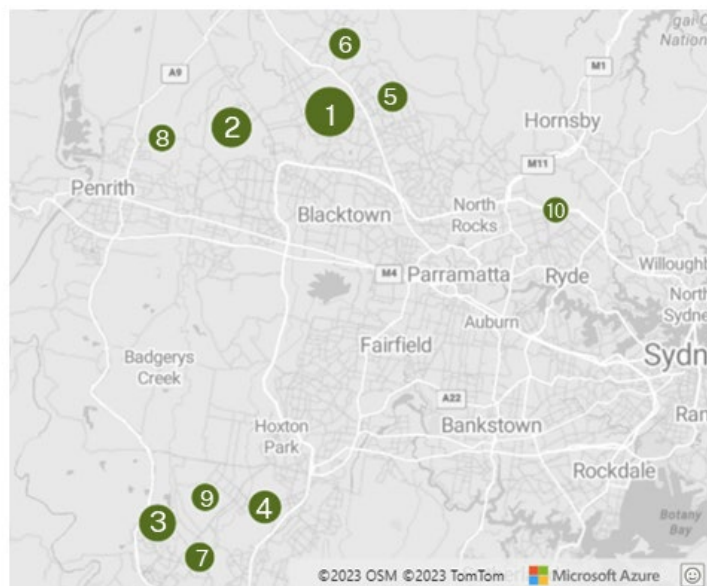 gai C
Nation
6
A9
M1
5
1
2
Hornsby
8
M11
Penrith
North
Rocks
10
Blacktown
M4
Parramatta
Ryde
Willoughb
North
Sydne
Auburn
Fairfield
Sydn
Badgerys
Creek
A22
Ran
Hoxton
Park
Bankstown
Rockdale
9
4
3
Botany
Bay
7
©2023 OSM ©2023 TomTom
Microsoft Azure